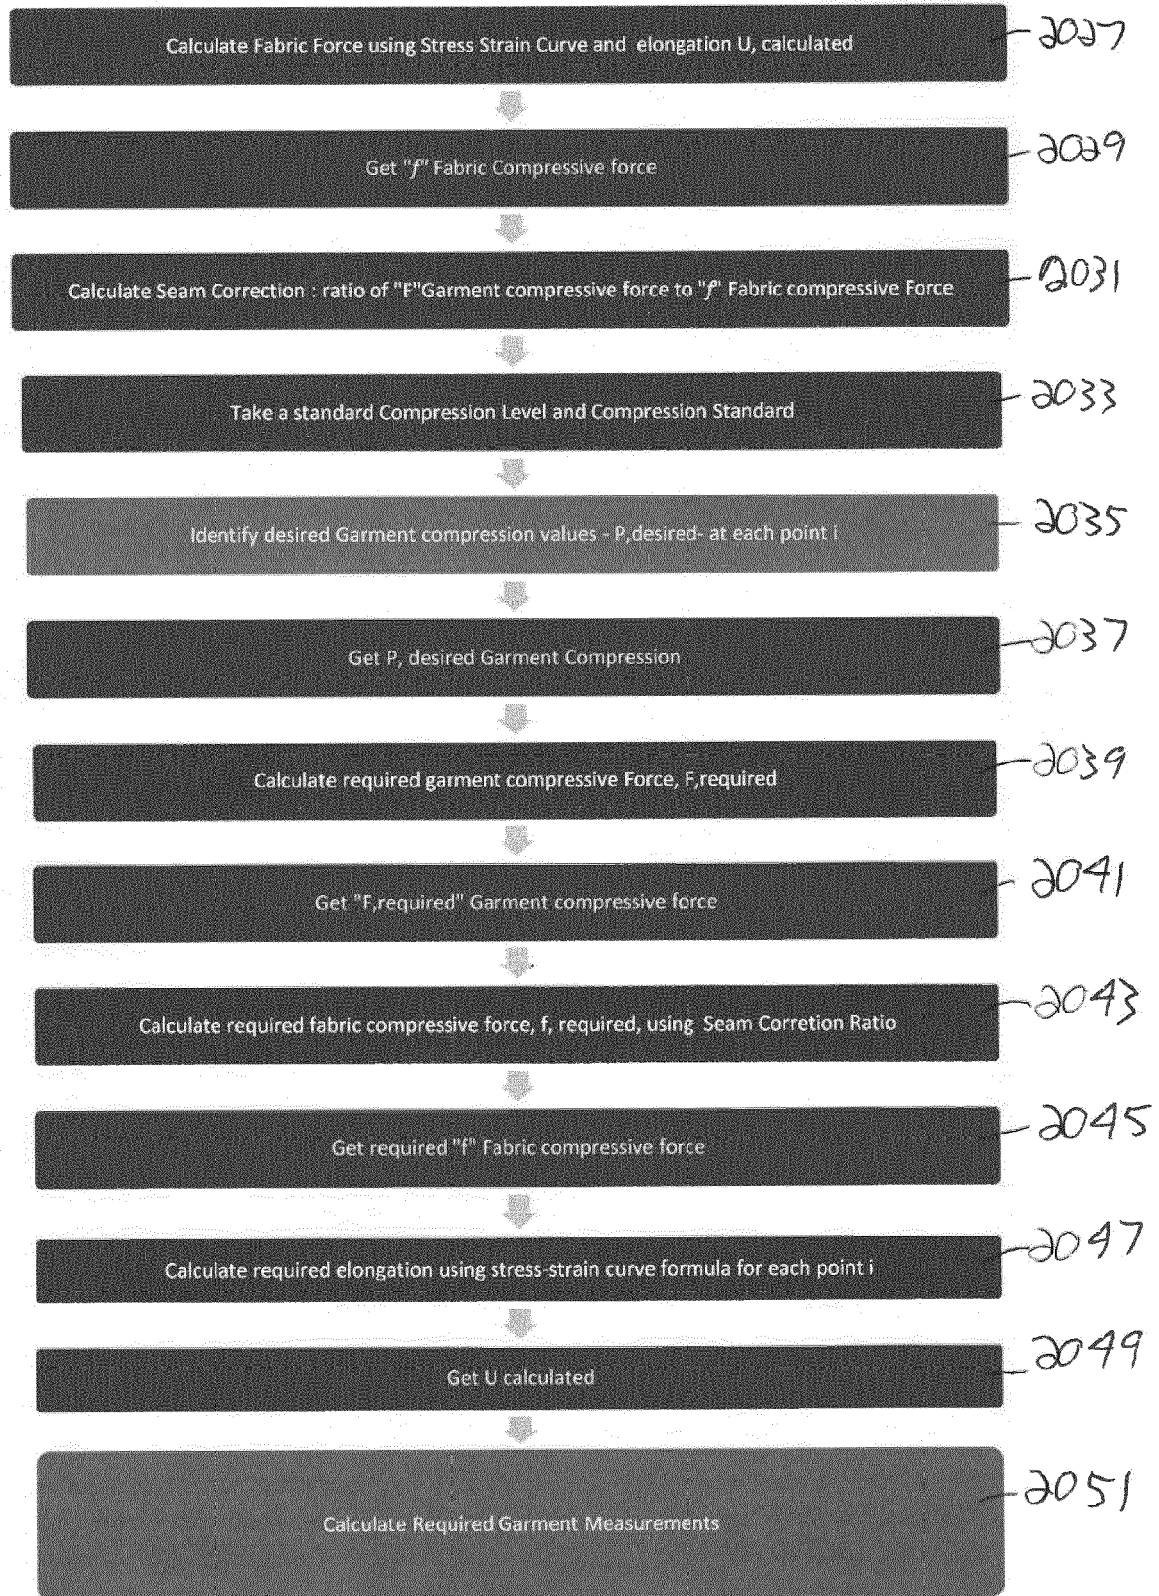 Calculate Fabric Force using Stress Strain Curve and elongation U, calculated
2027
Get "f" Fabric Compressive force
2029
Calculate Seam Correction : ratio of "F"Garment compressive force to "f" Fabric compressive Force
2031
Take a standard Compression Level and Compression Standard
2033
Identify desired Garment compression values - P,desired- at each point i
2035
Get P, desired Garment Compression
2037
Calculate required garment compressive Force, F,required
2039
Get "F,required" Garment compressive force
2041
Calculate required fabric compressive force, f, required, using Seam Corretion Ratio
2043
Get required "f" Fabric compressive force
2045
Calculate required elongation using stress-strain curve formula for each point i
2047
Get U calculated
2049
Calculate Required Garment Measurements
2051